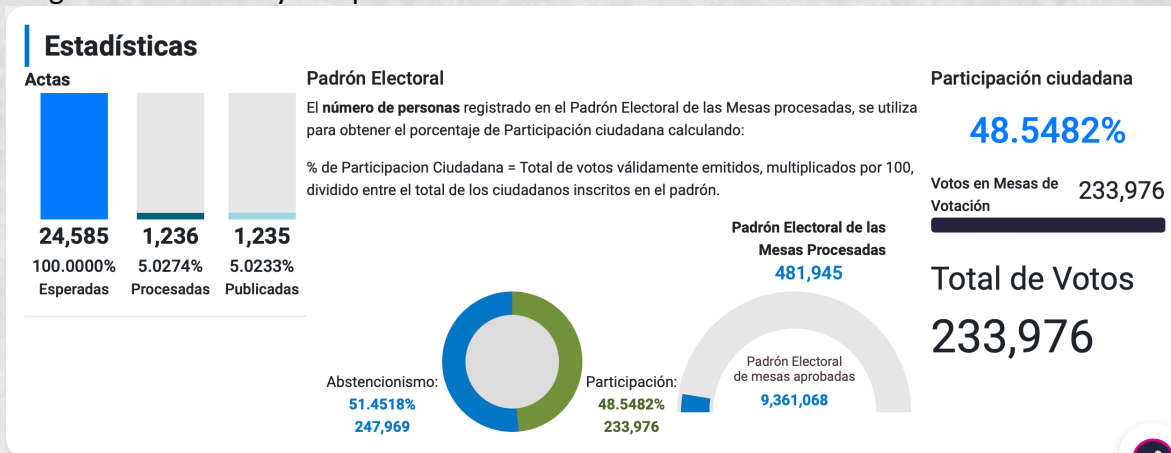 Estadísticas
Actas
24,585
100.0000%
Esperadas
1,236
5.0274%
Procesadas
1,235
5.0233%
Publicadas
Padrón Electoral
El número de personas registrado en el Padrón Electoral de las Mesas procesadas, se utiliza
para obtener el porcentaje de Participación ciudadana calculando:
% de Participacion Ciudadana = Total de votos válidamente emitidos, multiplicados por 100,
dividido entre el total de los ciudadanos inscritos en el padrón.
Abstencionismo:
51.4518%
247,969
Participación:
48.5482%
233,976
Padrón Electoral de las
Mesas Procesadas
481,945
Padrón Electoral
de mesas aprobadas
9,361,068
Participación ciudadana
48.5482%
Votos en Mesas de
Votación
233,976
Total de Votos
233,976